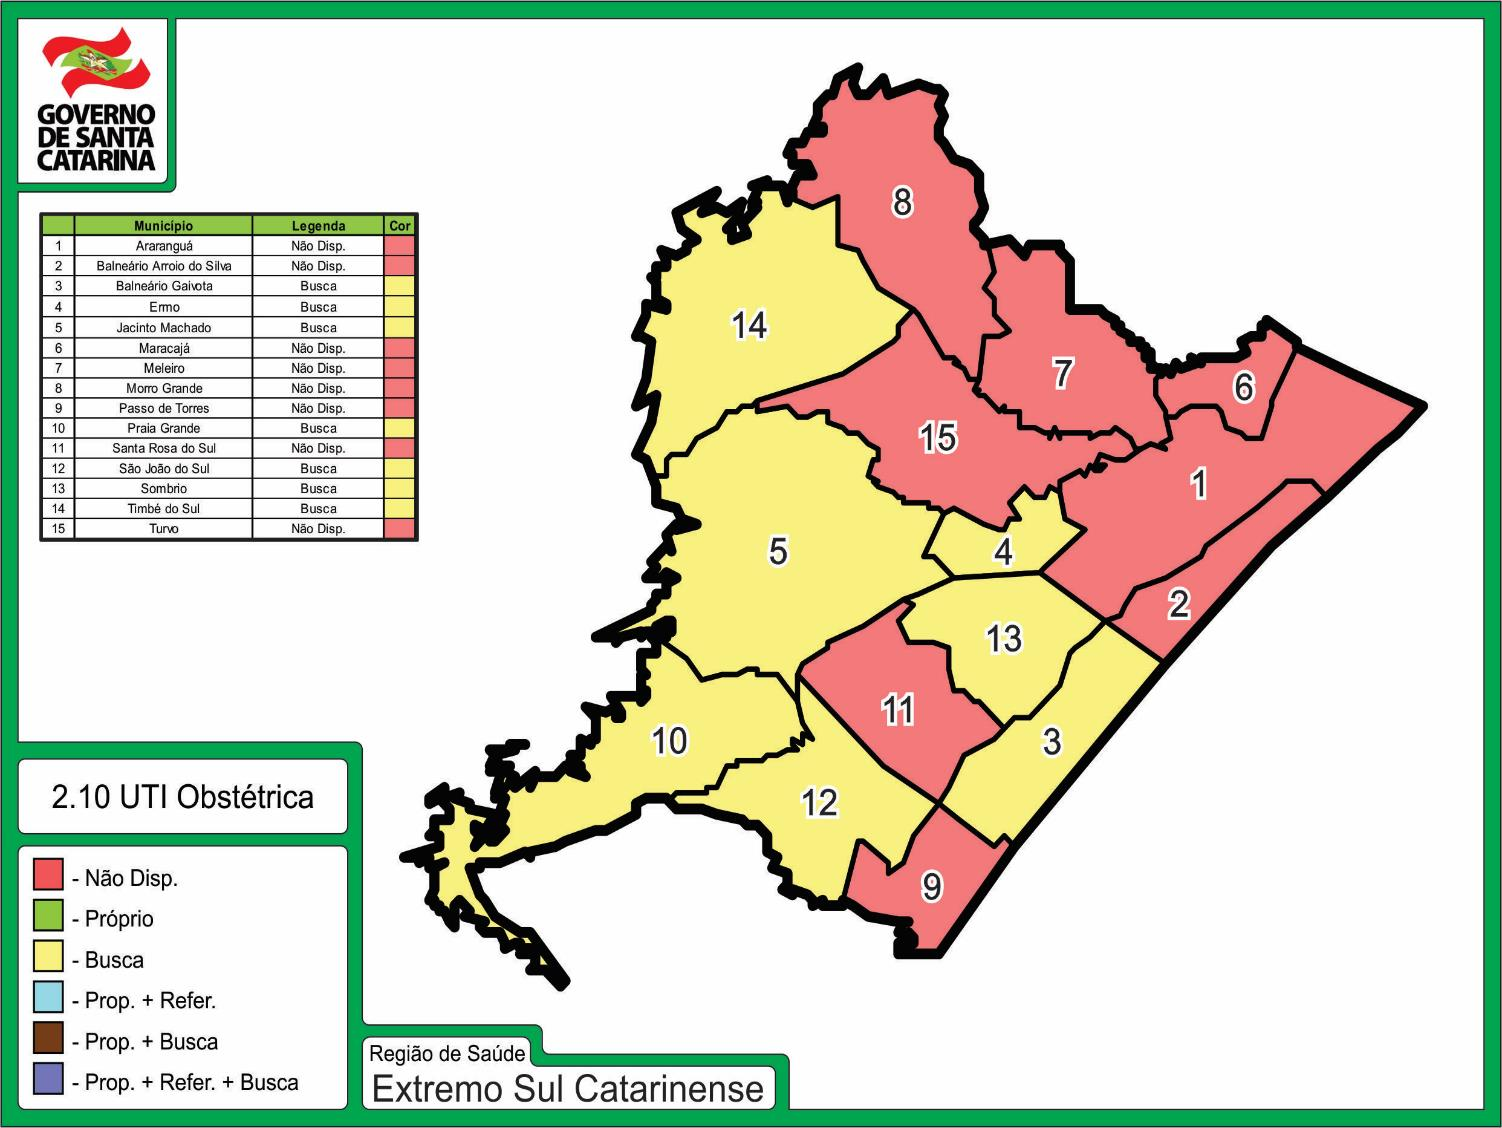 GOVERNO
DE SANTA
CATARINA
Município Legenda Cor
1 Araranguá Não Disp.
2 Balneário Arroio do Silva Não Disp.
3 Balneário Gaivota Busca
4 Ermo Busca
5 Jacinto Machado Busca
6 Maracajá Não Disp.
7 Meleiro Não Disp.
8 Morro Grande Não Disp.
9 Passo de Torres Não Disp.
10 Praia Grande Busca
11 Santa Rosa do Sul Não Disp.
12 São João do Sul Busca
13 Sombrio Busca
14 Timbé do Sul Busca
15 Turvo Não Disp.
8
14
7
6
15
1
5
4
2
13
11
10
3
12
9
2.10 UTI Obstétrica
- Não Disp.
- Próprio
- Busca
- Prop. + Refer.
- Prop. + Busca
- Prop. + Refer. + Busca
Região de Saúde
Extremo Sul Catarinense